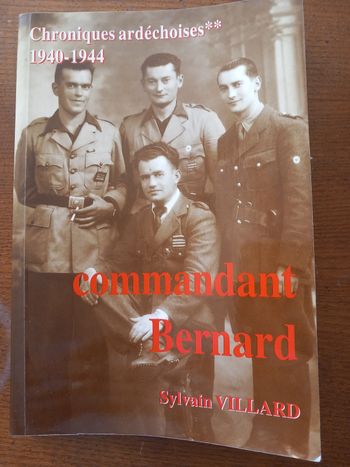 Chroniques ardéchoises**
1940-1944
commandant
Bernard
Sylvain VILLARD